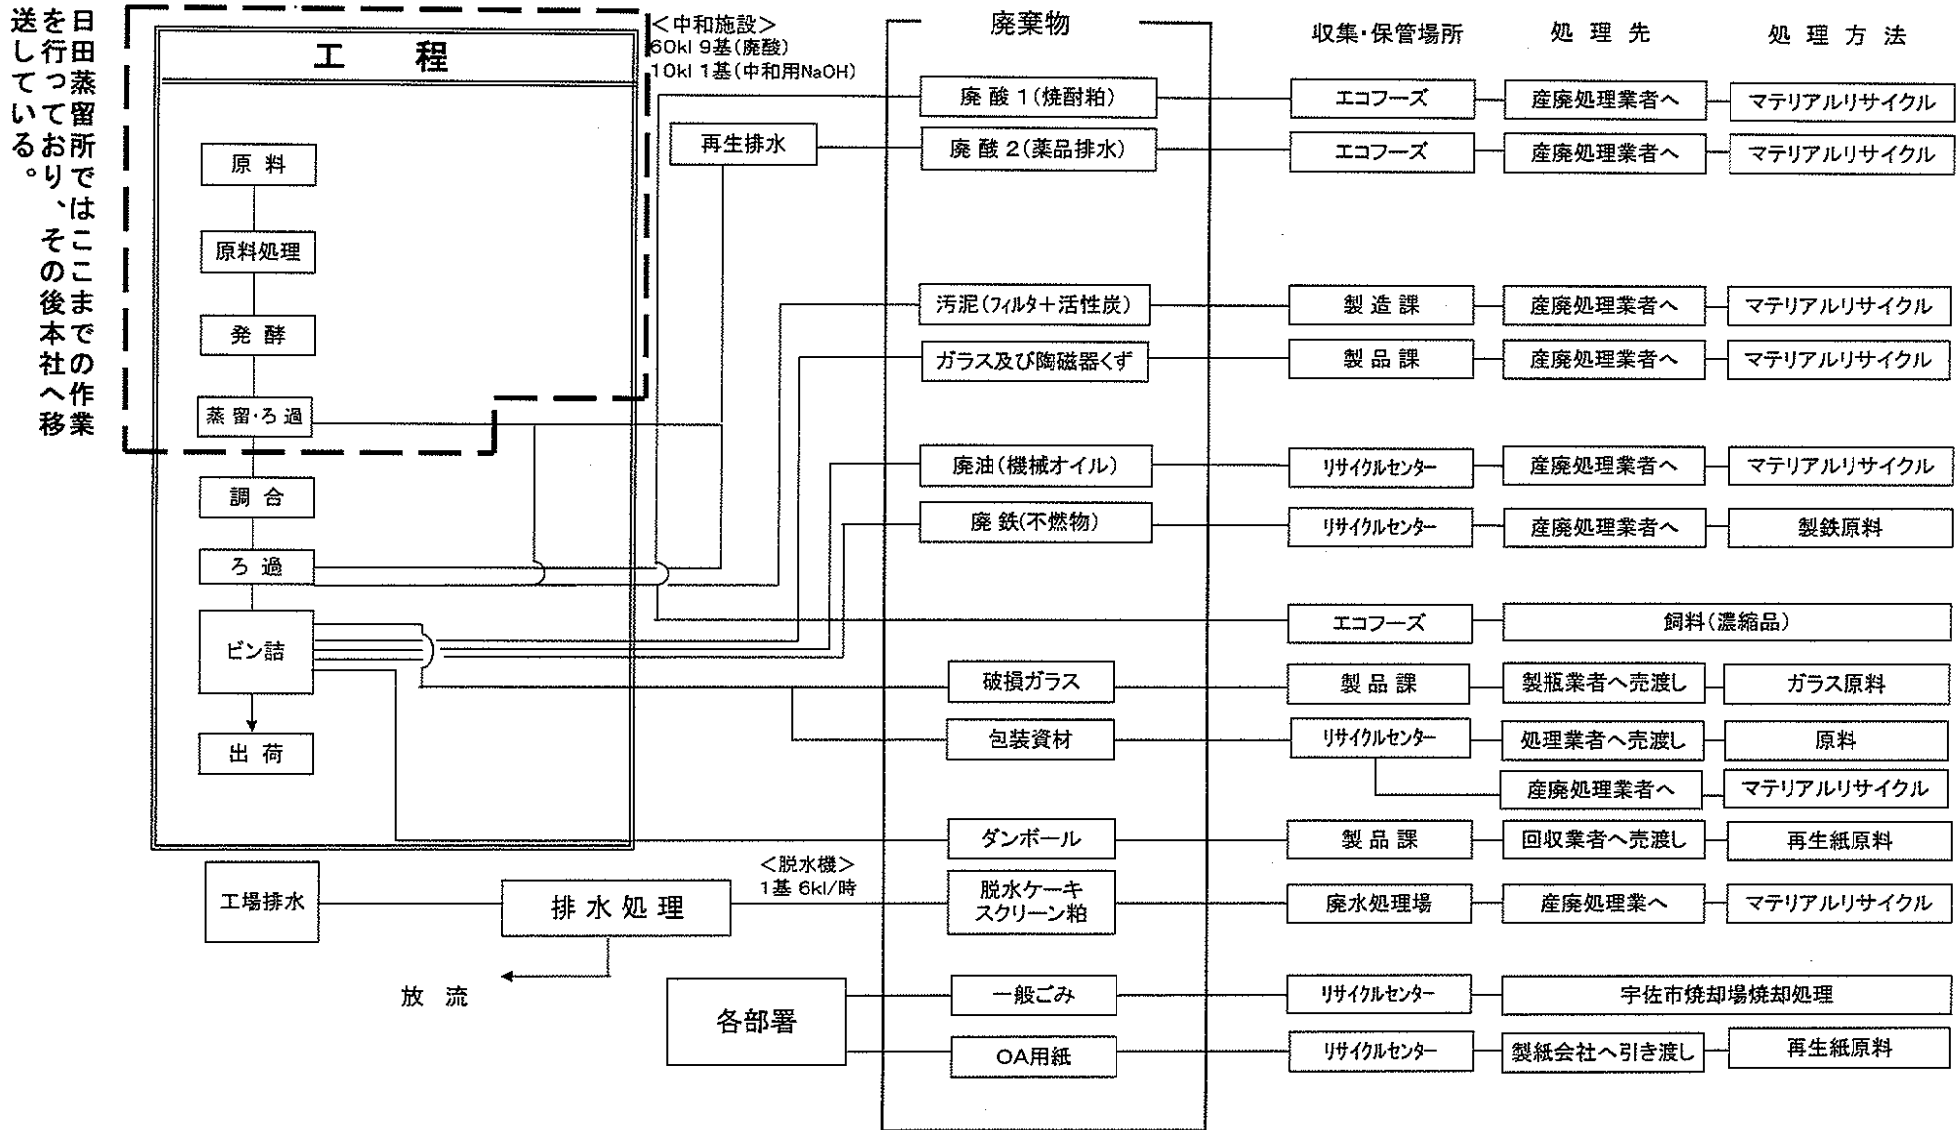 日田蒸留所ではここまでの作業
を行っており、その後本社へ移
送している。
工程
原料
原料処理
発酵
蒸留・ろ過
調合
ろ過
ビン詰
出荷
工場排水
排水処理
放流
＜中和施設＞
60kl 9基(廃酸)
10kl 1基(中和用NaOH)
再生排水
＜脱水機＞
1基 6kl/時
各部署
廃棄物 収集・保管場所 処理先 処理方法
廃酸1(焼酎粕) エコフーズ 産廃処理業者へ マテリアルリサイクル
廃酸2(薬品排水) エコフーズ 産廃処理業者へ マテリアルリサイクル
汚泥(フィルタ＋活性炭) 製造課 産廃処理業者へ マテリアルリサイクル
ガラス及び陶磁器くず 製品課 産廃処理業者へ マテリアルリサイクル
廃油(機械オイル) リサイクルセンター 産廃処理業者へ マテリアルリサイクル
廃鉄(不燃物) リサイクルセンター 産廃処理業者へ 製鉄原料
エコフーズ 飼料(濃縮品)
破損ガラス 製品課 製瓶業者へ売渡し ガラス原料
包装資材 リサイクルセンター 処理業者へ売渡し 原料
産廃処理業者へ マテリアルリサイクル
ダンボール 製品課 回収業者へ売渡し 再生紙原料
脱水ケーキ
スクリーン粕 廃水処理場 産廃処理業へ マテリアルリサイクル
一般ごみ リサイクルセンター 宇佐市焼却場焼却処理
OA用紙 リサイクルセンター 製紙会社へ引き渡し 再生紙原料